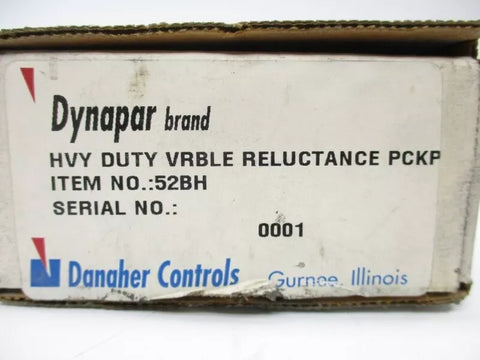 Dynapar brand
HVY DUTY VRBLE RELUCTANCE PCKP
ITEM NO.:52BH
SERIAL NO.:
0001
Danaher Controls Gurnee, Illinois